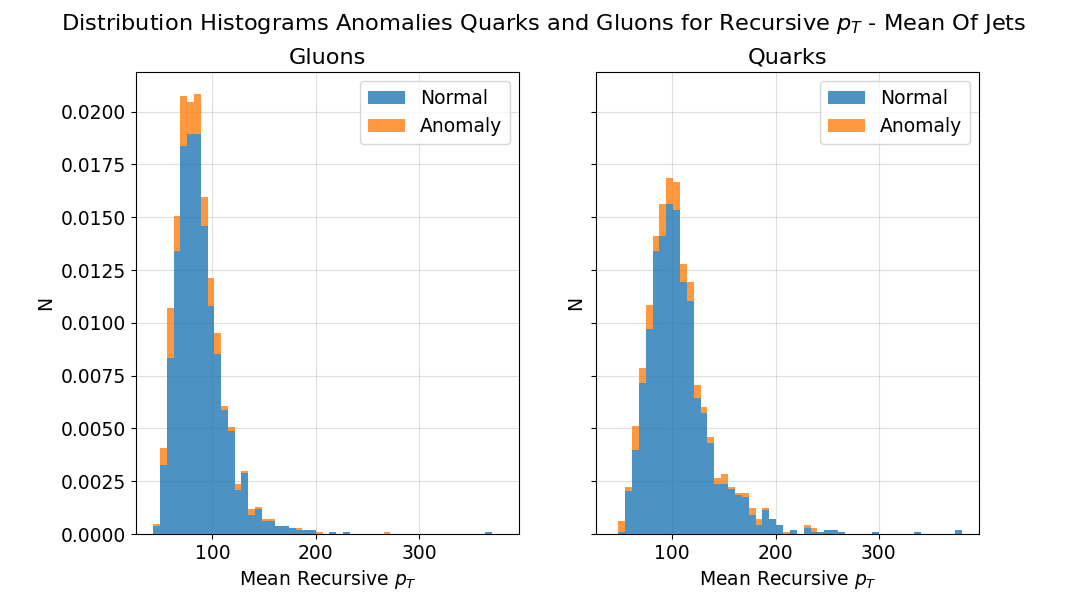 Distribution Histograms Anomalies Quarks and Gluons for Recursive $p_T$ - Mean Of Jets
Gluons
Quarks
Normal
Anomaly
Normal
Anomaly
0.0200
0.0175
0.0150
0.0125
0.0100
0.0075
0.0050
0.0025
0.0000
N
N
100 200 300
100 200 300
Mean Recursive $p_T$
Mean Recursive $p_T$